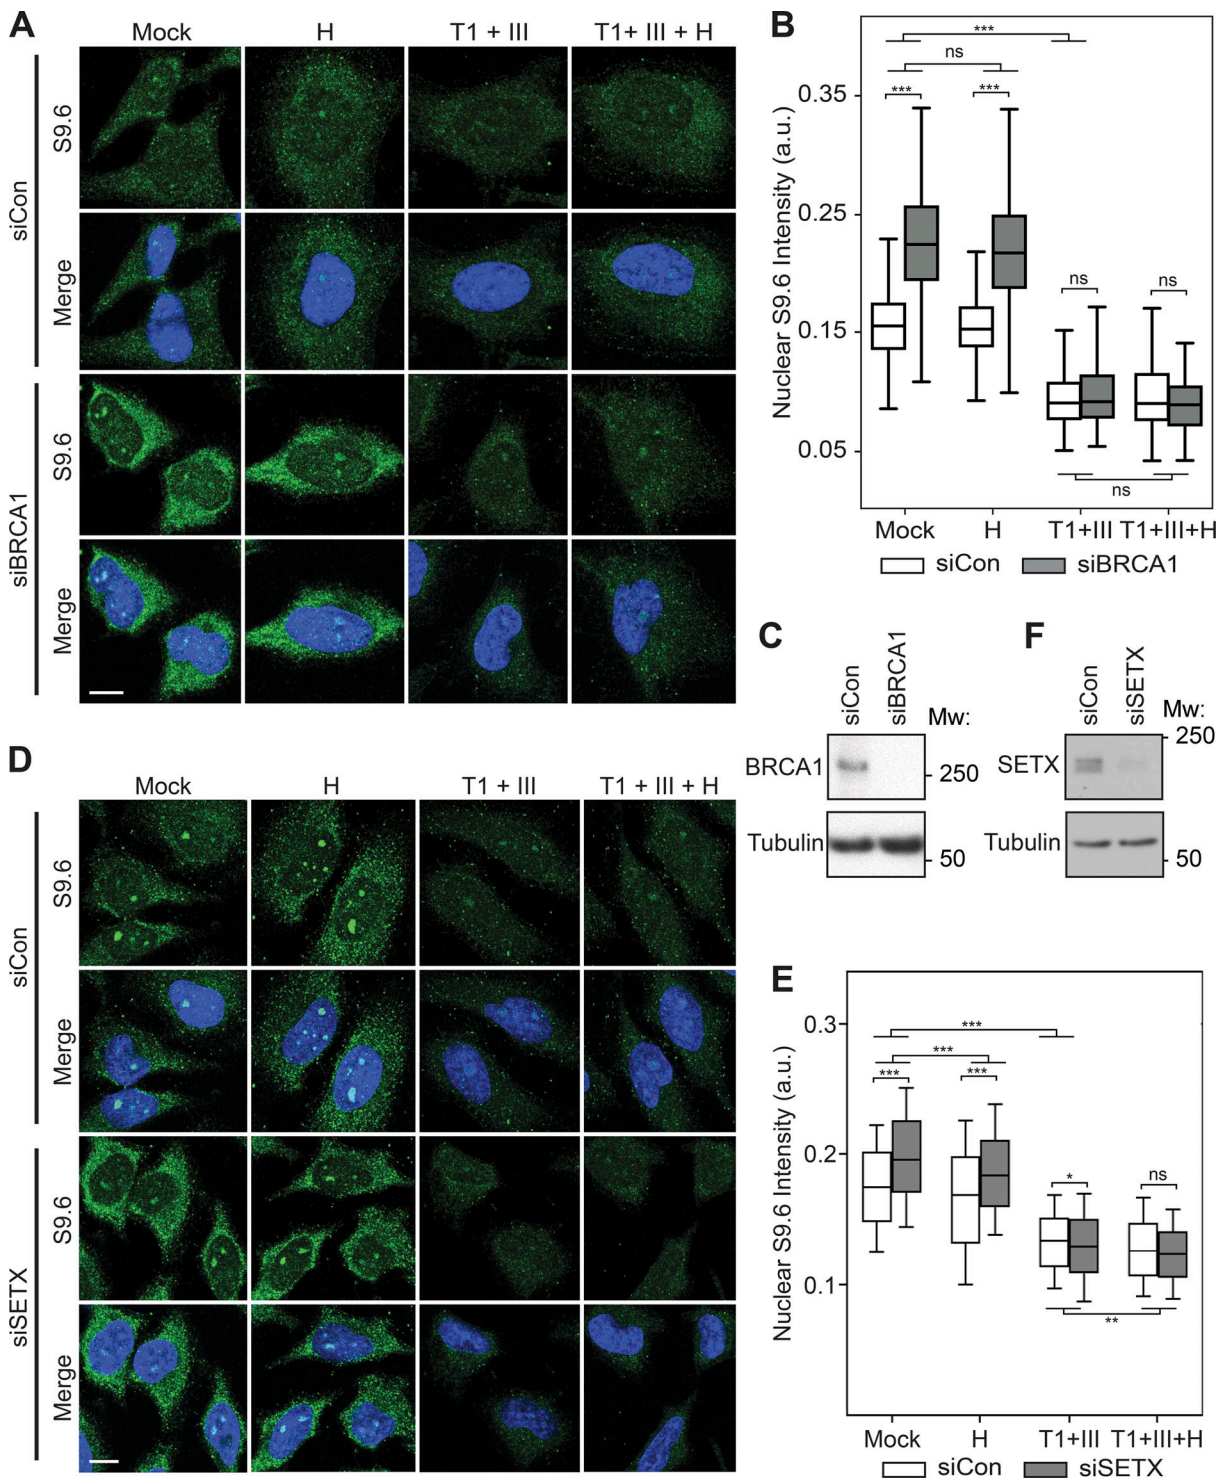 A
Mock
H
T1 + III
T1+ III + H
siCon
S9.6
Merge
siBRCA1
S9.6
Merge
B
Nuclear S9.6 Intensity (a.u.)
0.35
0.25
0.15
0.05
***
ns
***
***
ns
ns
ns
Mock
H
T1+III
T1+III+H
siCon
siBRCA1
C
siCon
siBRCA1
Mw:
BRCA1
250
Tubulin
50
F
siCon
siSETX
Mw:
250
SETX
Tubulin
50
D
Mock
H
T1 + III
T1 + III + H
siCon
S9.6
Merge
siSETX
S9.6
Merge
E
Nuclear S9.6 Intensity (a.u.)
0.3
0.2
0.1
***
***
***
***
*
ns
**
Mock
H
T1+III
T1+III+H
siCon
siSETX